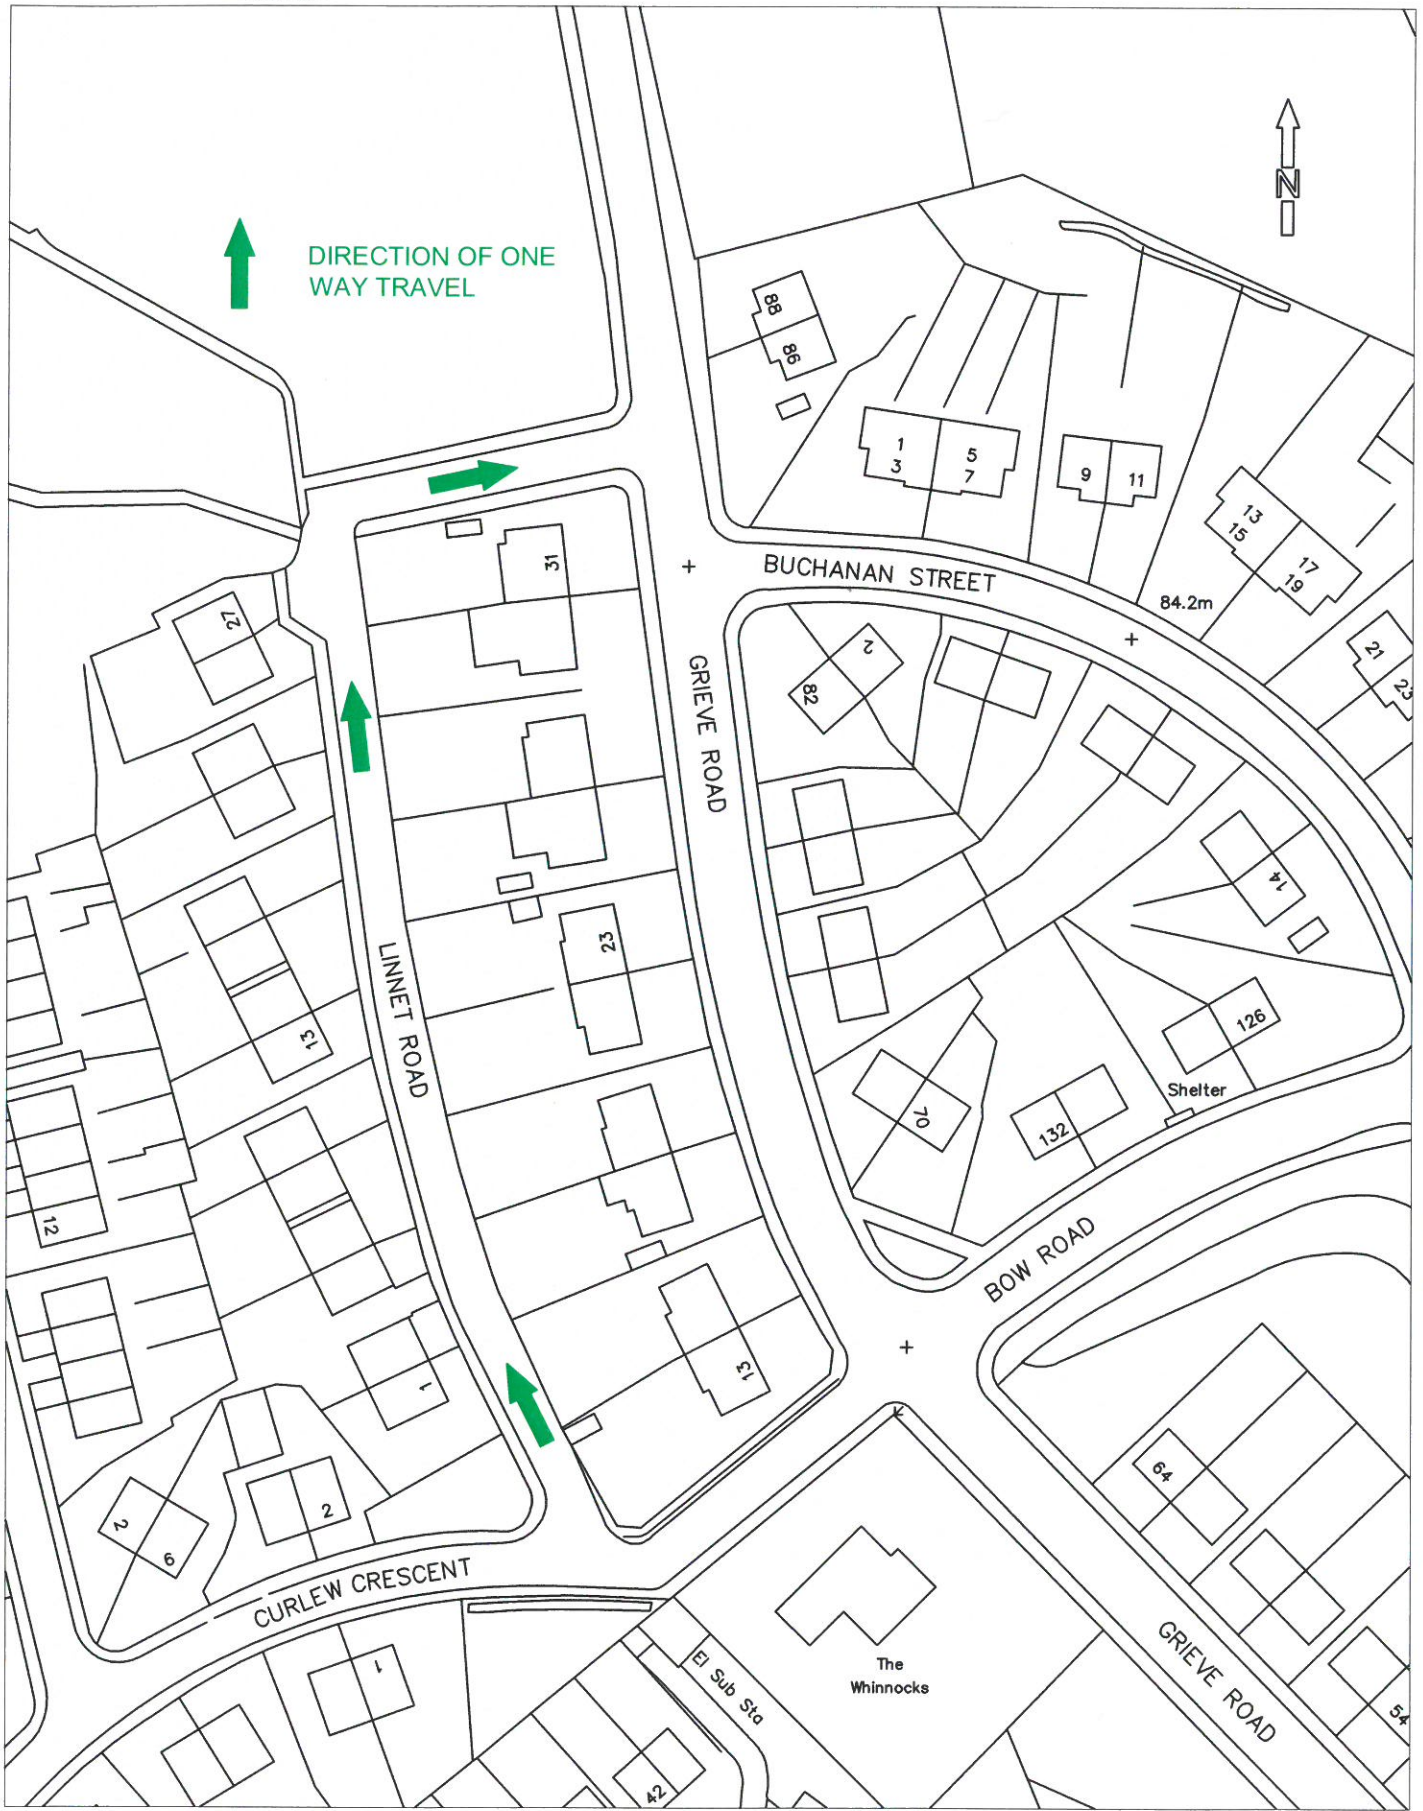 N
DIRECTION OF ONE
WAY TRAVEL
88
86
1
3
5
7
9
11
13
15
17
19
21
23
BUCHANAN STREET
84.2m
31
27
2
82
GRIEVE ROAD
14
23
LINNET ROAD
13
126
Shelter
70
132
12
BOW ROAD
13
1
64
2
2
6
CURLEW CRESCENT
1
The
Whinnocks
El Sub Sta
GRIEVE ROAD
54
42